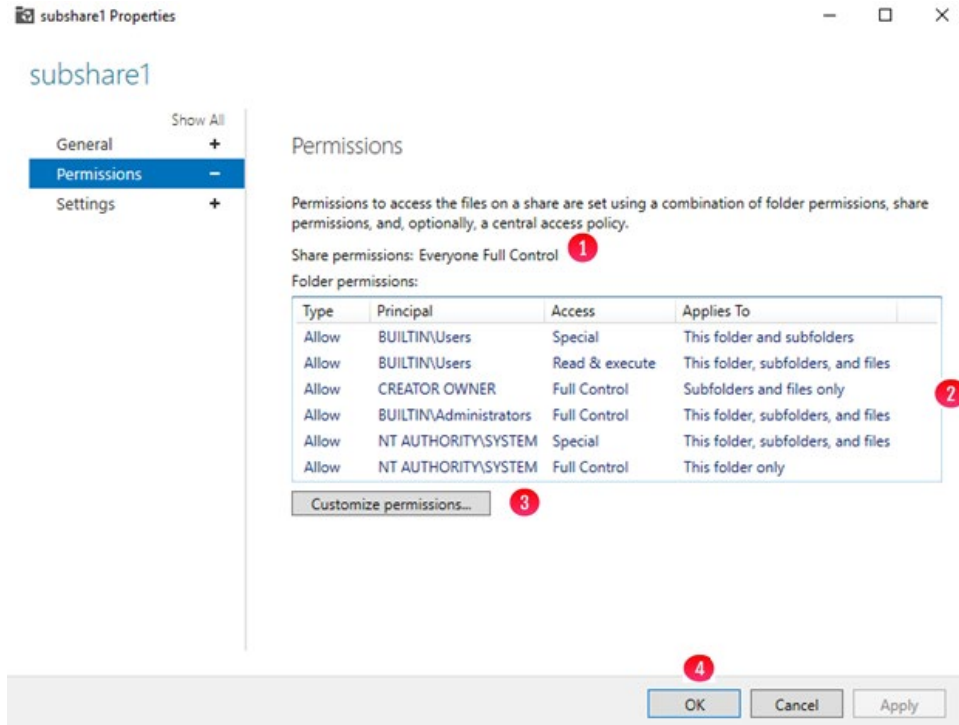 subshare1 Properties
subshare1
Show All
General +
Permissions −
Settings +
Permissions
Permissions to access the files on a share are set using a combination of folder permissions, share
permissions, and, optionally, a central access policy.
Share permissions: Everyone Full Control 1
Folder permissions:
Type Principal Access Applies To
Allow BUILTIN\Users Special This folder and subfolders
Allow BUILTIN\Users Read & execute This folder, subfolders, and files
Allow CREATOR OWNER Full Control Subfolders and files only
2
Allow BUILTIN\Administrators Full Control This folder, subfolders, and files
Allow NT AUTHORITY\SYSTEM Special This folder, subfolders, and files
Allow NT AUTHORITY\SYSTEM Full Control This folder only
Customize permissions... 3
4
OK Cancel Apply